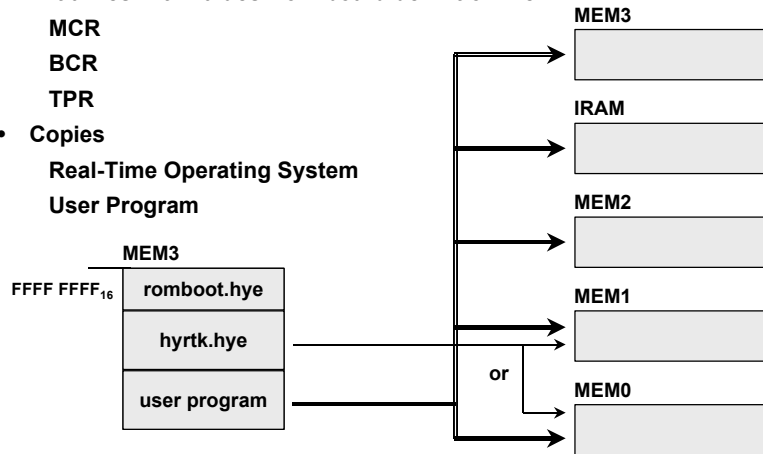 MCR
BCR
TPR
• Copies
Real-Time Operating System
User Program
MEM3
FFFF FFFF16
romboot.hye
hyrtk.hye
user program
or
MEM3
IRAM
MEM2
MEM1
MEM0